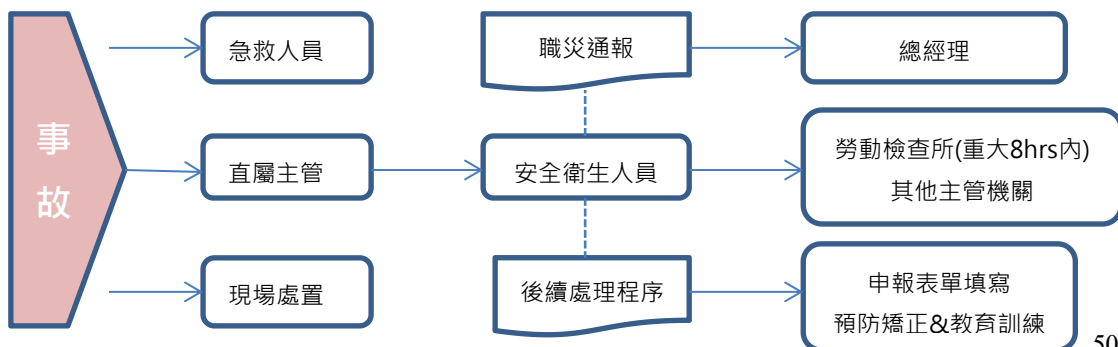 事
故
急救人員
職災通報
總經理
直屬主管
安全衛生人員
勞動檢查所(重大8hrs內)
其他主管機關
現場處置
後續處理程序
申報表單填寫
預防矯正&教育訓練
50